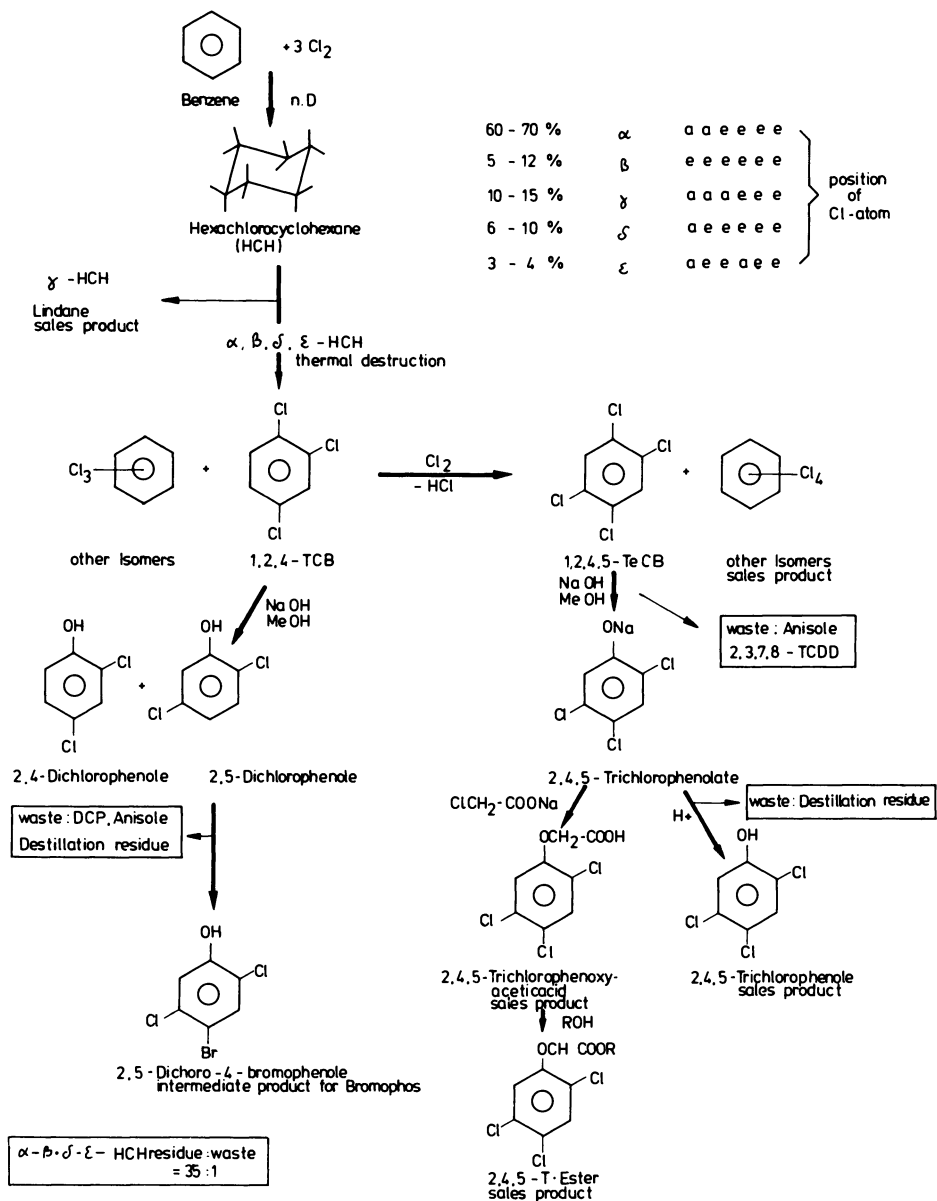 + 3 Cl2
Benzene
n.D
Hexachlorocyclohexane
(HCH)
60 - 70 % α a a e e e e
5 - 12 % β e e e e e e
10 - 15 % γ a a a e e e
6 - 10 % δ a e e e e e
3 - 4 % ε a e e a e e
position
of
Cl-atom
γ -HCH
Lindane
sales product
α, β, δ, ε -HCH
thermal destruction
Cl3
+
Cl
Cl
Cl
Cl2
- HCl
Cl
Cl
Cl
Cl
+
Cl4
other Isomers
1,2,4-TCB
1,2,4,5-TeCB
other Isomers
sales product
Na OH
Me OH
Na OH
Me OH
waste : Anisole
2,3,7,8 - TCDD
OH
Cl
Cl
+
OH
Cl
Cl
ONa
Cl
Cl
Cl
2,4-Dichlorophenole
2,5-Dichlorophenole
2,4,5-Trichlorophenolate
waste: DCP, Anisole
Destillation residue
ClCH2-COONa
H+
waste: Destillation residue
OCH2-COOH
Cl
Cl
Cl
OH
Cl
Cl
Cl
2,4,5-Trichlorophenoxy-
aceticacid
sales product
2,4,5-Trichlorophenole
sales product
OH
Cl
Cl
Br
2,5-Dichoro-4-bromophenole
intermediate product for Bromophos
ROH
OCH COOR
Cl
Cl
Cl
2,4,5-T·Ester
sales product
α-β·δ-ε- HCH residue:waste
= 35:1